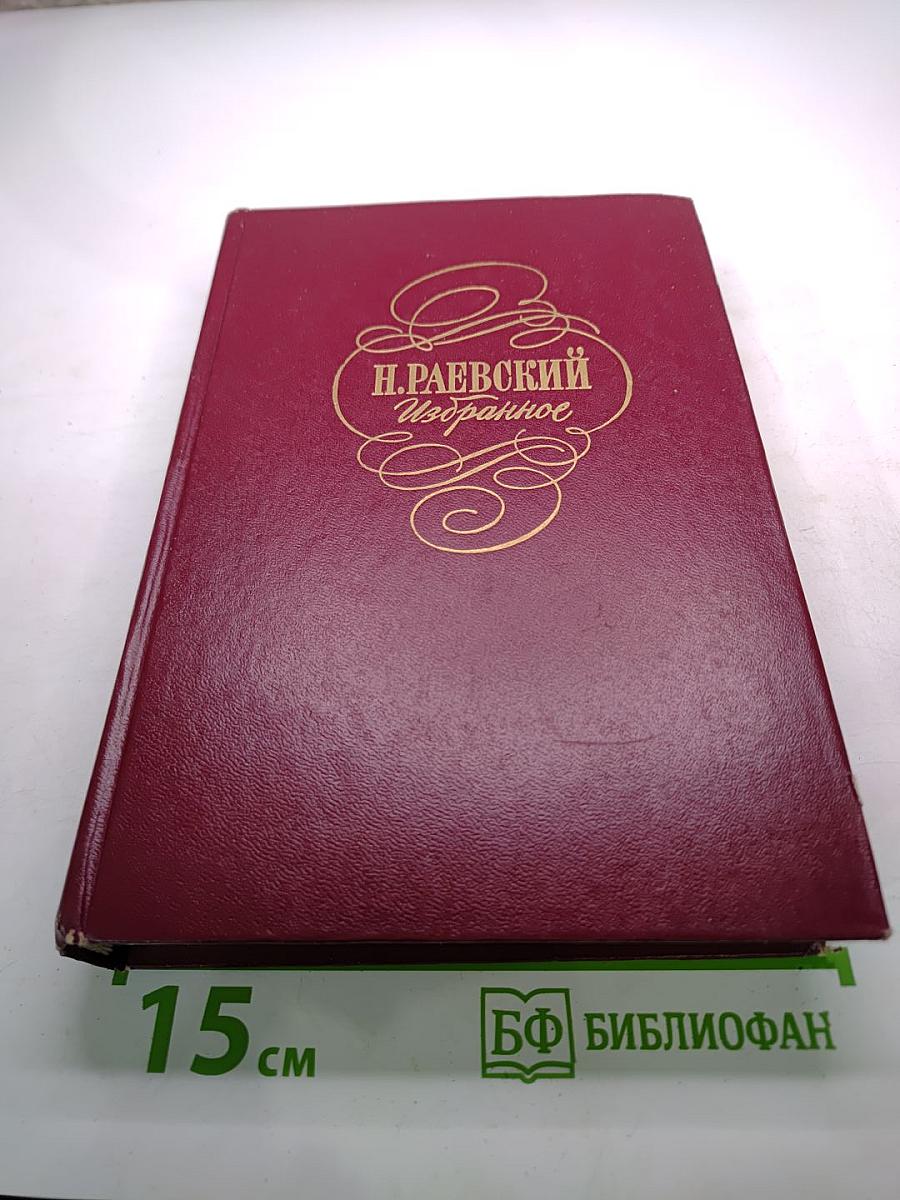 Н.РАЕВСКИЙ
Избранное
15 см
БФ БИБЛИОФАН